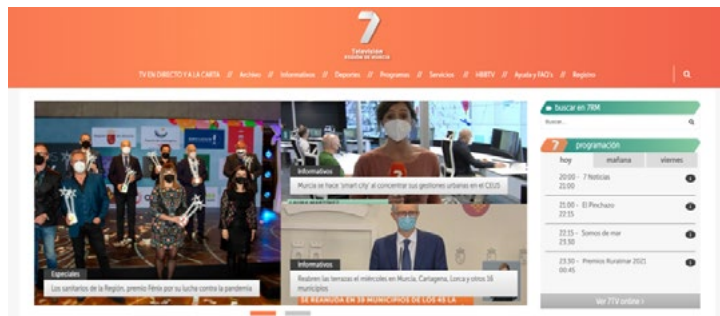 7
Televisión
REGIÓN DE MURCIA
TV EN DIRECTO Y A LA CARTA // Archivo // Informativos // Deportes // Programas // Servicios // HBBTV // Ayuda y FAQ's // Registro
Especiales
Los sanitarios de la Región, premio Fénix por su lucha contra la pandemia
Informativos
Murcia se hace 'smart city' al concentrar sus gestiones urbanas en el CEUS
LAURA MARTÍNEZ
Informativos
Reabren las terrazas el miércoles en Murcia, Cartagena, Lorca y otros 16
municipios
SE REANUDA EN 19 MUNICIPIOS DE LOS 45 LA
buscar en 7RM
Buscar...
7 programación
hoy mañana viernes
20:00 - 7 Noticias
21:00
21:00 - El Pinchazo
22:15
22:15 - Somos de mar
23:30
23:30 - Premios Kuraimar 2021
00:45
Ver 7TV online >